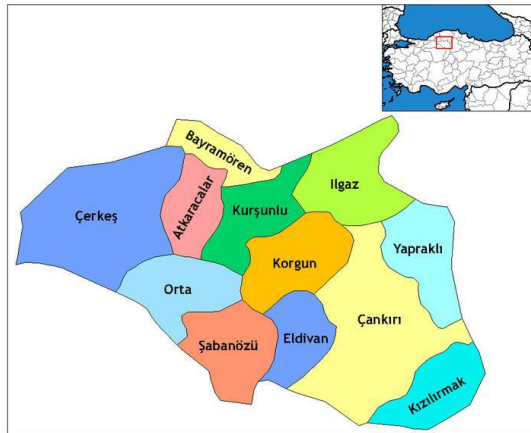 Bayramören
Ilgaz
Çerkeş
Atkaracalar
Kurşunlu
Yapraklı
Korgun
Orta
Çankırı
Şabanözü
Eldivan
Kızılırmak